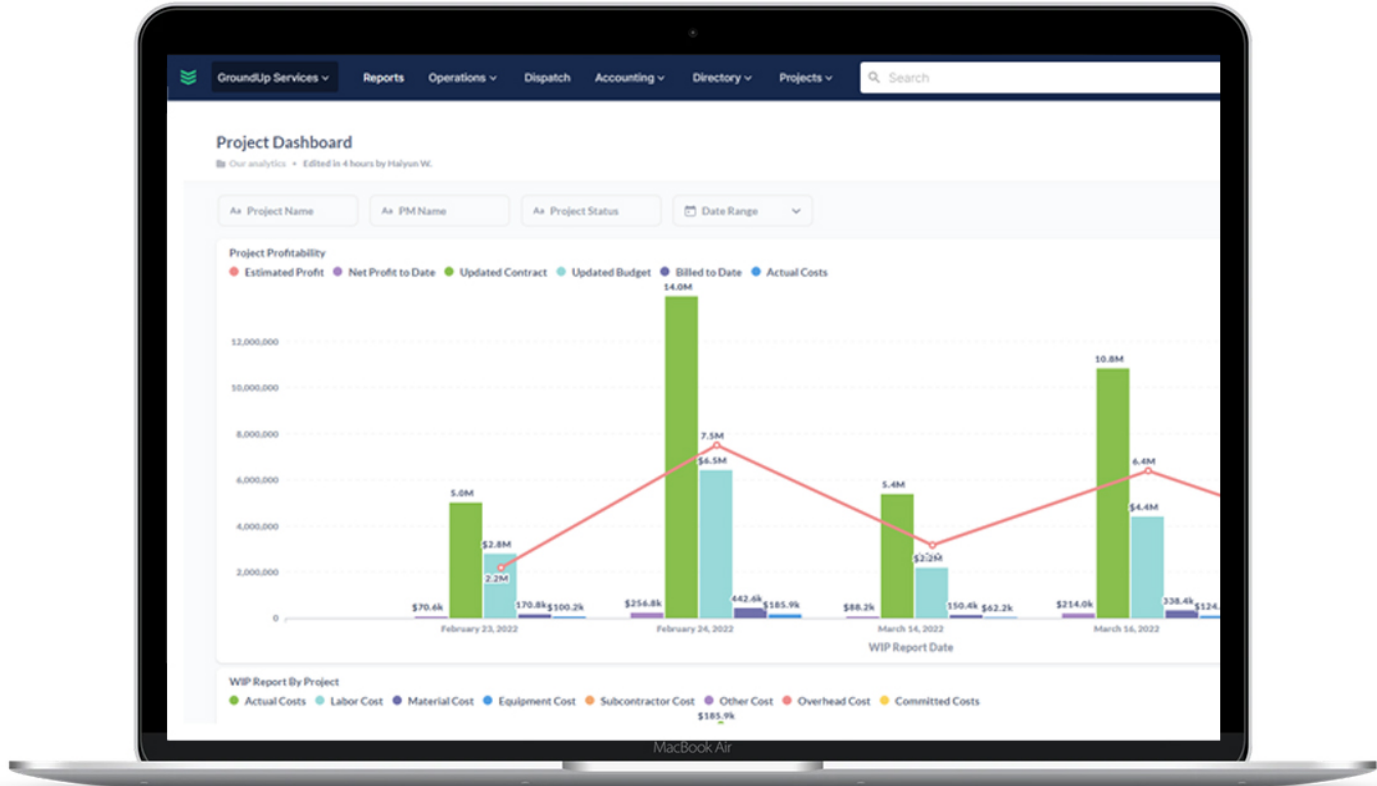 GroundUp Services Reports Operations Dispatch Accounting Directory Projects Search
Project Dashboard
Our analytics • Edited in 4 hours by Haiyun W.
Aa Project Name Aa PM Name Aa Project Status Date Range
Project Profitability
Estimated Profit Net Profit to Date Updated Contract Updated Budget Billed to Date Actual Costs
14.0M
12,000,000
10.8M
10,000,000
8,000,000
7.5M
$6.5M
6.4M
6,000,000
5.4M
5.0M
$4.4M
4,000,000
$2.8M
$2.2M
2.2M
2,000,000
$70.6k 170.8k $100.2k $256.8k 442.6k $185.9k $88.2k 150.4k $62.2k $214.0k 338.4k $124.
0
February 23, 2022 February 24, 2022 March 14, 2022 March 16, 2022
WIP Report Date
WIP Report By Project
Actual Costs Labor Cost Material Cost Equipment Cost Subcontractor Cost Other Cost Overhead Cost Committed Costs
$185.9k
MacBook Air